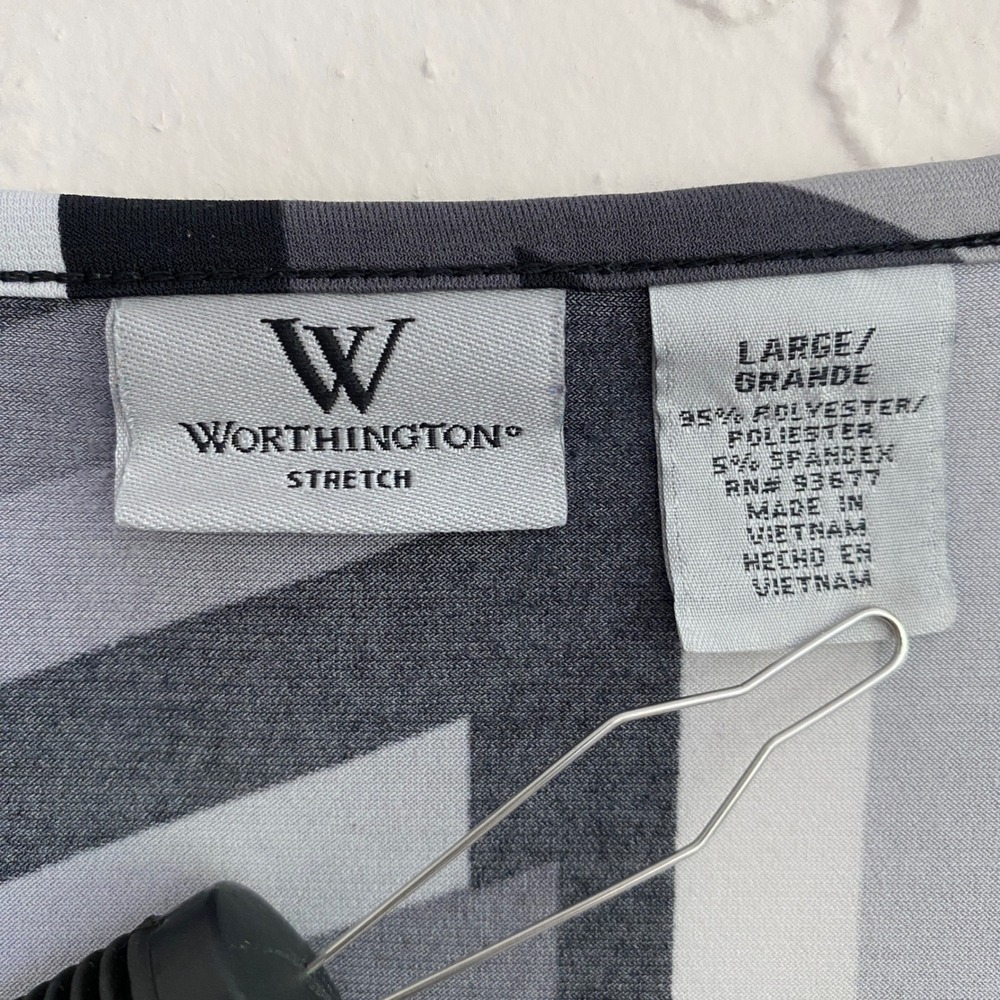 W
WORTHINGTON®
STRETCH
LARGE/
GRANDE
95% POLYESTER/
POLIESTER
5% SPANDEX
RN# 93677
MADE IN
VIETNAM
HECHO EN
VIETNAM